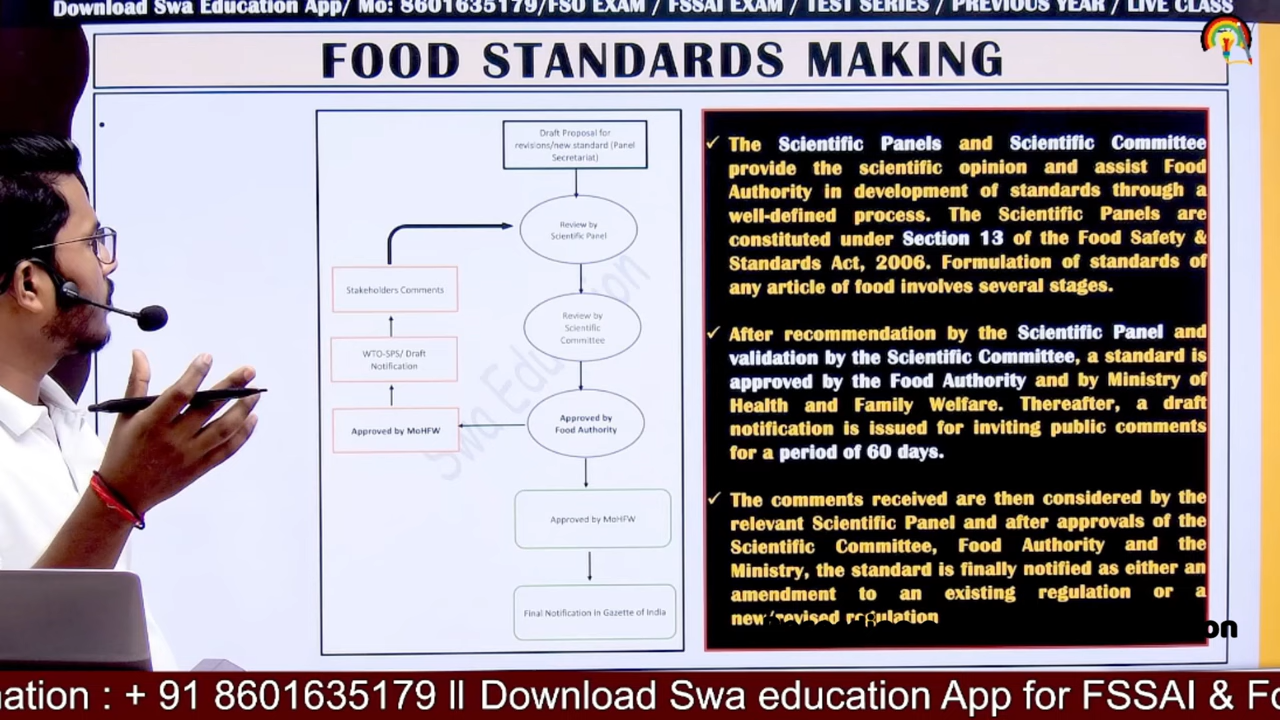 Download Swa Education App/ Mo: 8601635179/FSO EXAM / FSSAI EXAM / TEST SERIES / PREVIOUS YEAR / LIVE CLASS
FOOD STANDARDS MAKING
Draft Proposal for
revisions/new standard (Panel
Secretariat)
Review by
Scientific Panel
Stakeholders Comments
Review by
Scientific
Committee
WTO-SPS/ Draft
Notification
Approved by
Food Authority
Approved by MoHFW
Approved by MoHFW
Final Notification in Gazette of India
Swa Education
✓ The Scientific Panels and Scientific Committee
provide the scientific opinion and assist Food
Authority in development of standards through a
well-defined process. The Scientific Panels are
constituted under Section 13 of the Food Safety &
Standards Act, 2006. Formulation of standards of
any article of food involves several stages.
✓ After recommendation by the Scientific Panel and
validation by the Scientific Committee, a standard is
approved by the Food Authority and by Ministry of
Health and Family Welfare. Thereafter, a draft
notification is issued for inviting public comments
for a period of 60 days.
✓ The comments received are then considered by the
relevant Scientific Panel and after approvals of the
Scientific Committee, Food Authority and the
Ministry, the standard is finally notified as either an
amendment to an existing regulation or a
new/revised regulation
on
nation : + 91 8601635179 ll Download Swa education App for FSSAI & Fo